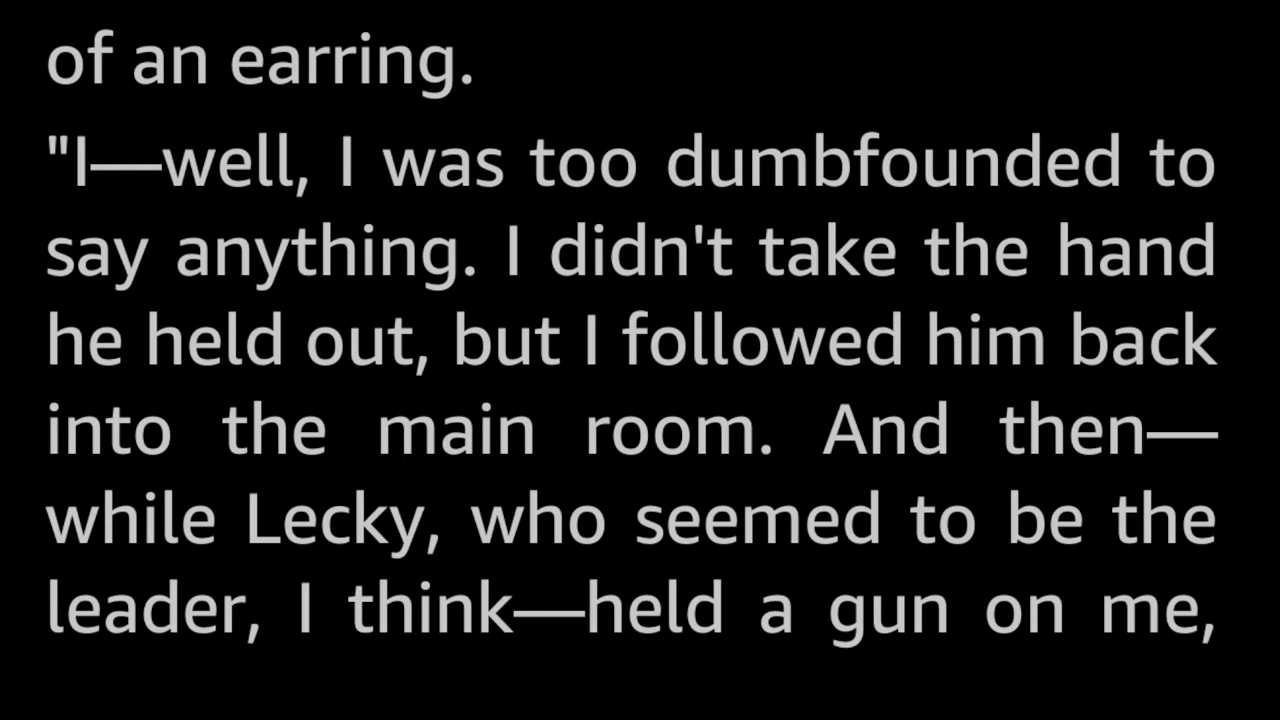 of an earring.
"I—well, I was too dumbfounded to
say anything. I didn't take the hand
he held out, but I followed him back
into the main room. And then—
while Lecky, who seemed to be the
leader, I think—held a gun on me,